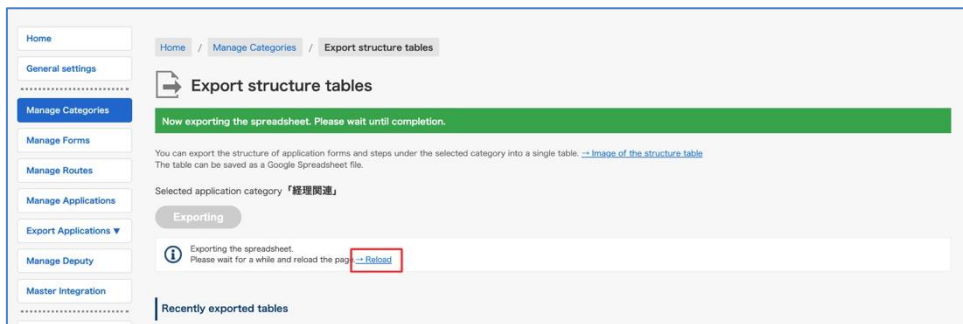 Home
General settings
Manage Categories
Manage Forms
Manage Routes
Manage Applications
Export Applications ▼
Manage Deputy
Master Integration
Home / Manage Categories / Export structure tables
Export structure tables
Now exporting the spreadsheet. Please wait until completion.
You can export the structure of application forms and steps under the selected category into a single table. → Image of the structure table
The table can be saved as a Google Spreadsheet file.
Selected application category「経理関連」
Exporting
Exporting the spreadsheet.
Please wait for a while and reload the page.→ Reload
Recently exported tables